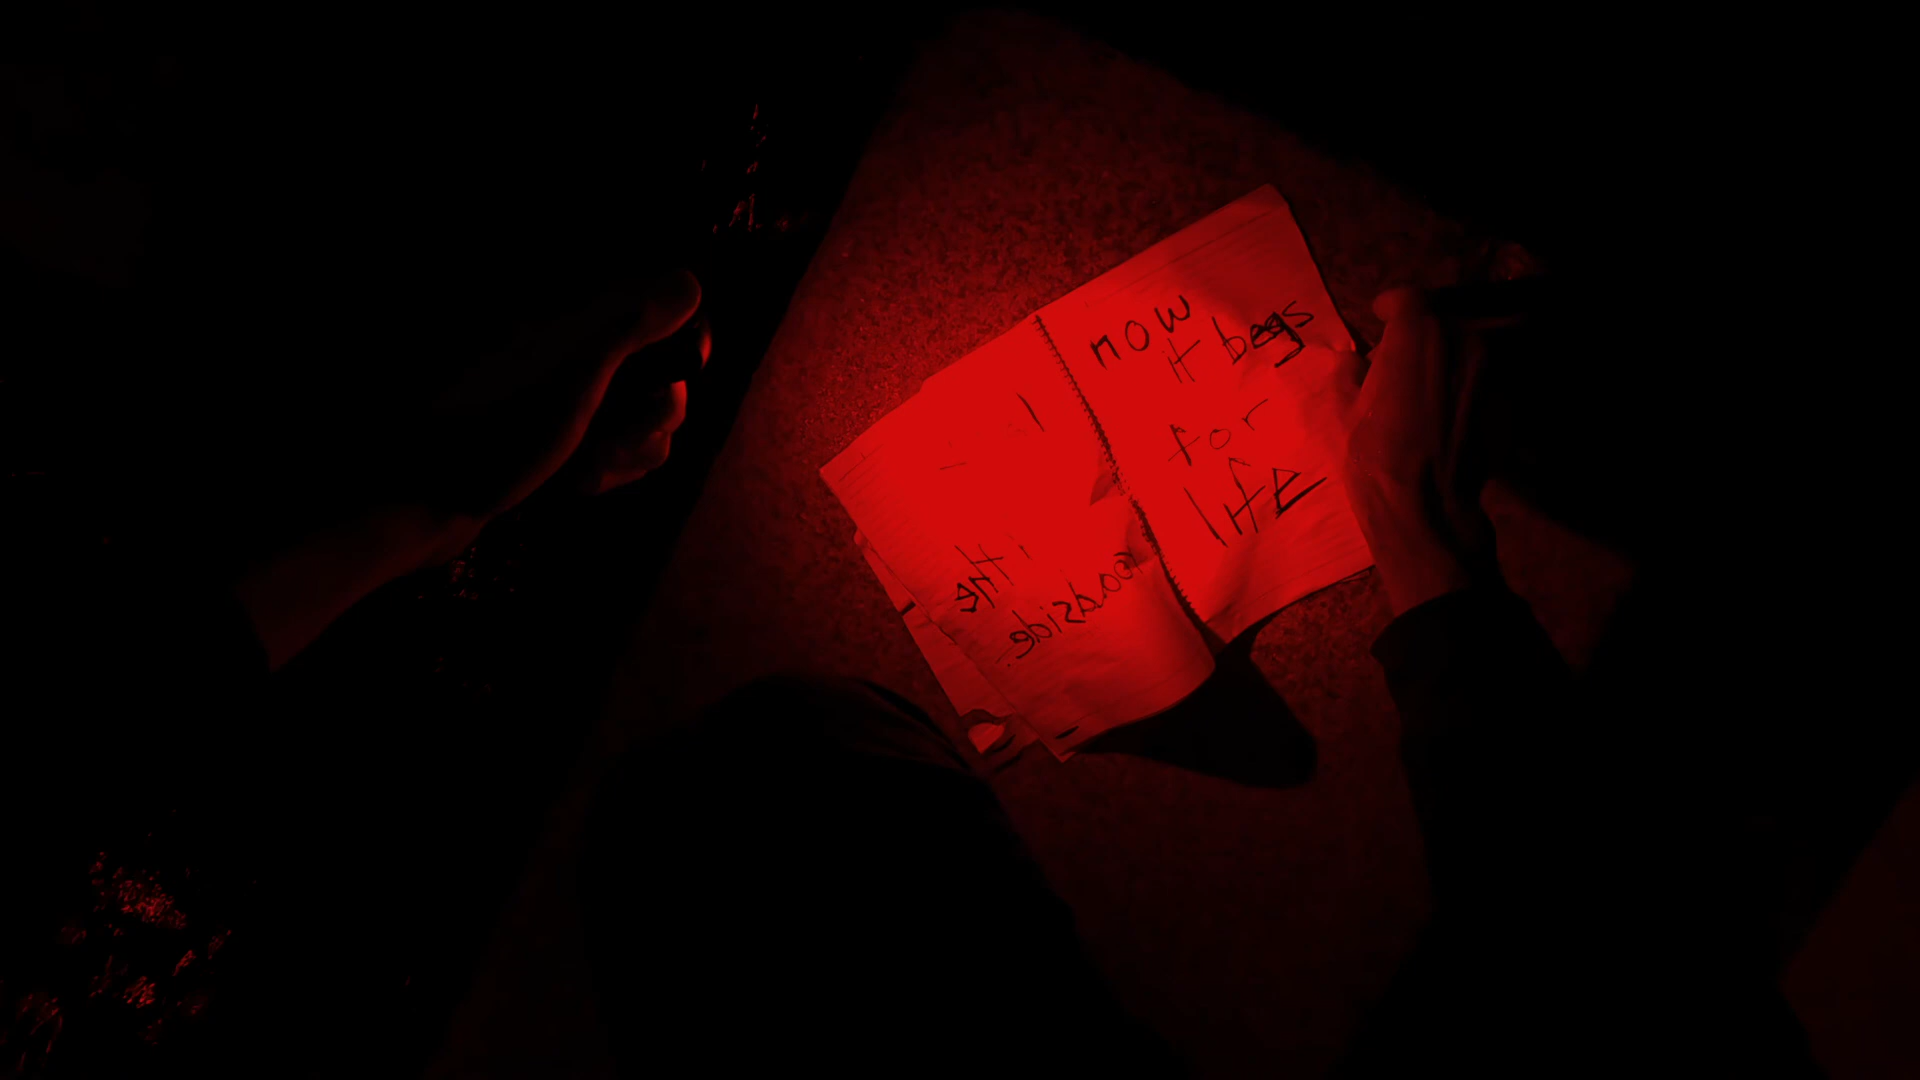 the
roadside.
now
it begs
for
life